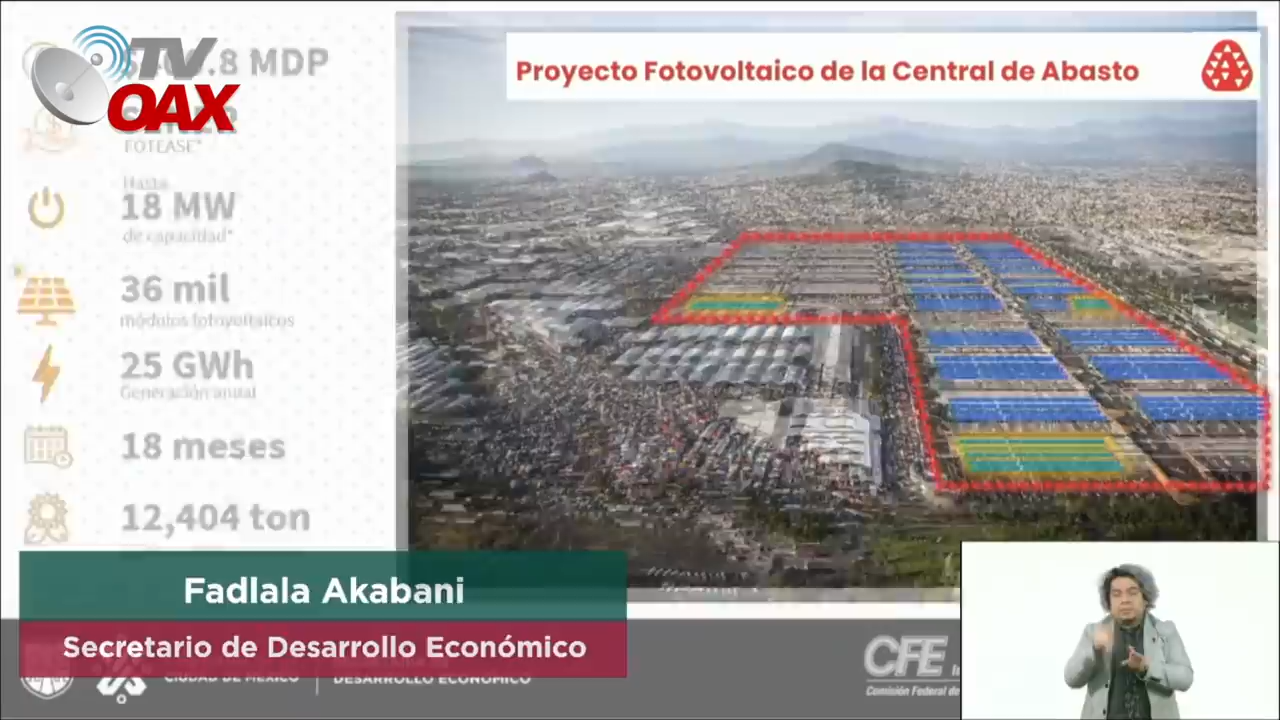 TV
OAX
.8 MDP
FOTEASE*
Hasta
18 MW
de capacidad*
36 mil
módulos fotovoltaicos
25 GWh
Generación anual
18 meses
12,404 ton
Proyecto Fotovoltaico de la Central de Abasto
Fadlala Akabani
Secretario de Desarrollo Económico
CIUDAD DE MÉXICO
DESARROLLO ECONÓMICO
CFE
Comisión Federal de